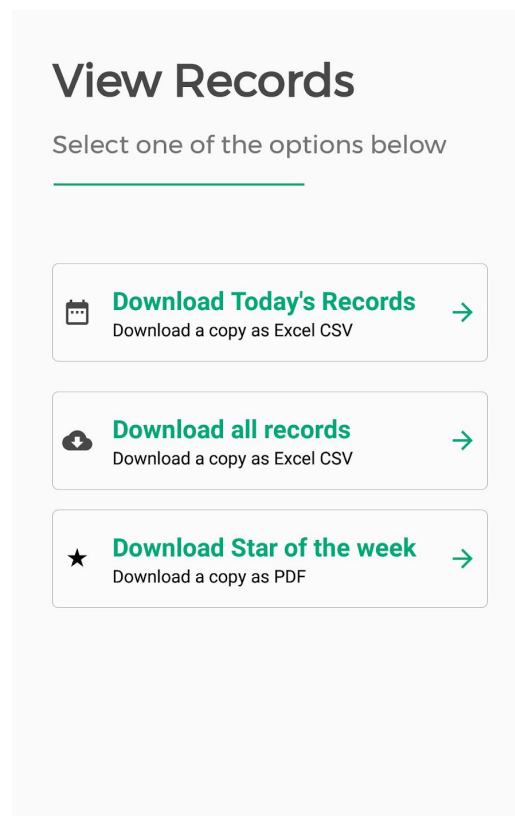 View Records
Select one of the options below
Download Today's Records
Download a copy as Excel CSV
Download all records
Download a copy as Excel CSV
Download Star of the week
Download a copy as PDF